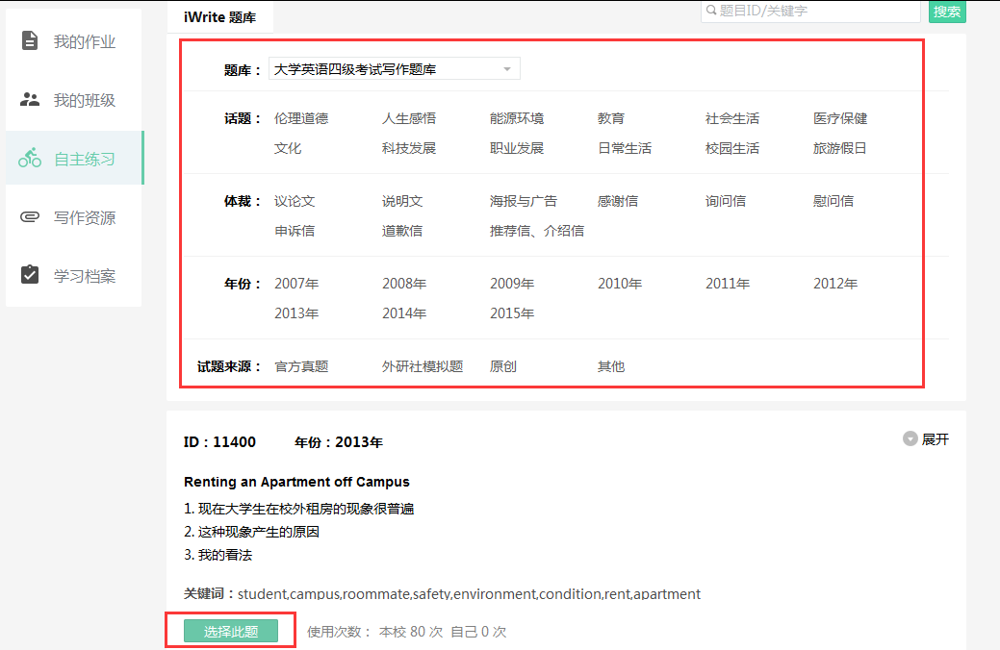 iWrite 题库
题目ID/关键字 搜索
我的作业
我的班级
自主练习
写作资源
学习档案
题库： 大学英语四级考试写作题库
话题： 伦理道德 人生感悟 能源环境 教育 社会生活 医疗保健
文化 科技发展 职业发展 日常生活 校园生活 旅游假日
体裁： 议论文 说明文 海报与广告 感谢信 询问信 慰问信
申诉信 道歉信 推荐信、介绍信
年份： 2007年 2008年 2009年 2010年 2011年 2012年
2013年 2014年 2015年
试题来源： 官方真题 外研社模拟题 原创 其他
ID：11400 年份：2013年 展开
Renting an Apartment off Campus
1. 现在大学生在校外租房的现象很普遍
2. 这种现象产生的原因
3. 我的看法
关键词：student,campus,roommate,safety,environment,condition,rent,apartment
选择此题 使用次数： 本校 80 次 自己 0 次